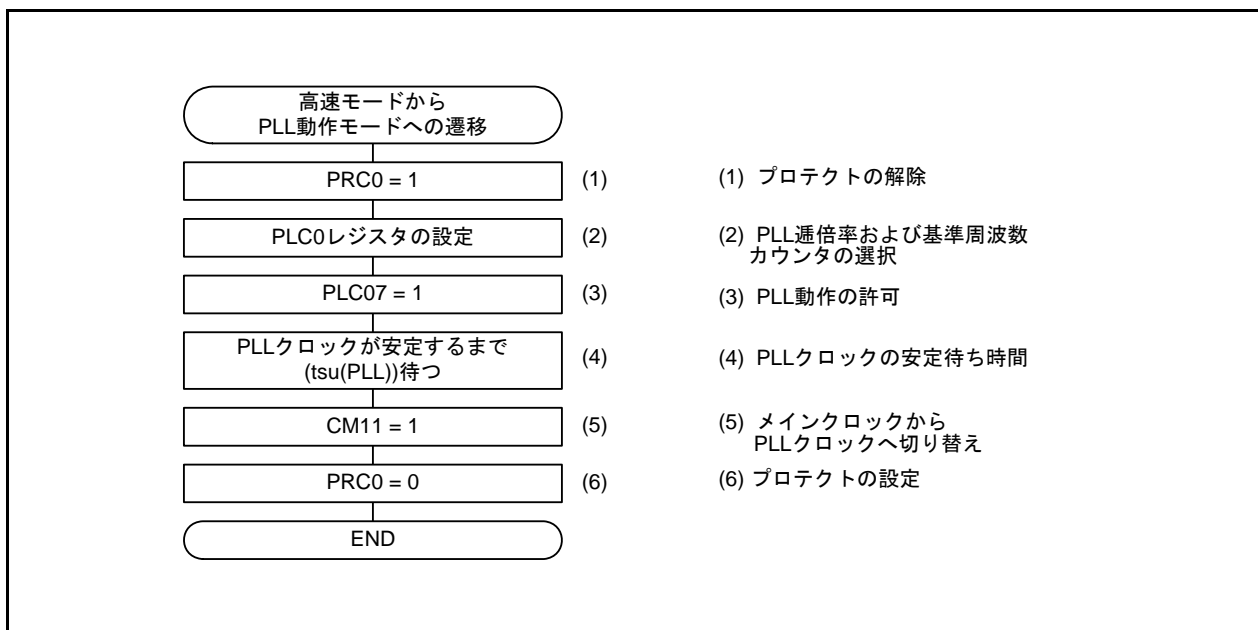 高速モードから
PLL動作モードへの遷移
PRC0 = 1
(1)
(1) プロテクトの解除
PLC0レジスタの設定
(2)
(2) PLL逓倍率および基準周波数
カウンタの選択
PLC07 = 1
(3)
(3) PLL動作の許可
PLLクロックが安定するまで
(tsu(PLL))待つ
(4)
(4) PLLクロックの安定待ち時間
CM11 = 1
(5)
(5) メインクロックから
PLLクロックへ切り替え
PRC0 = 0
(6)
(6) プロテクトの設定
END